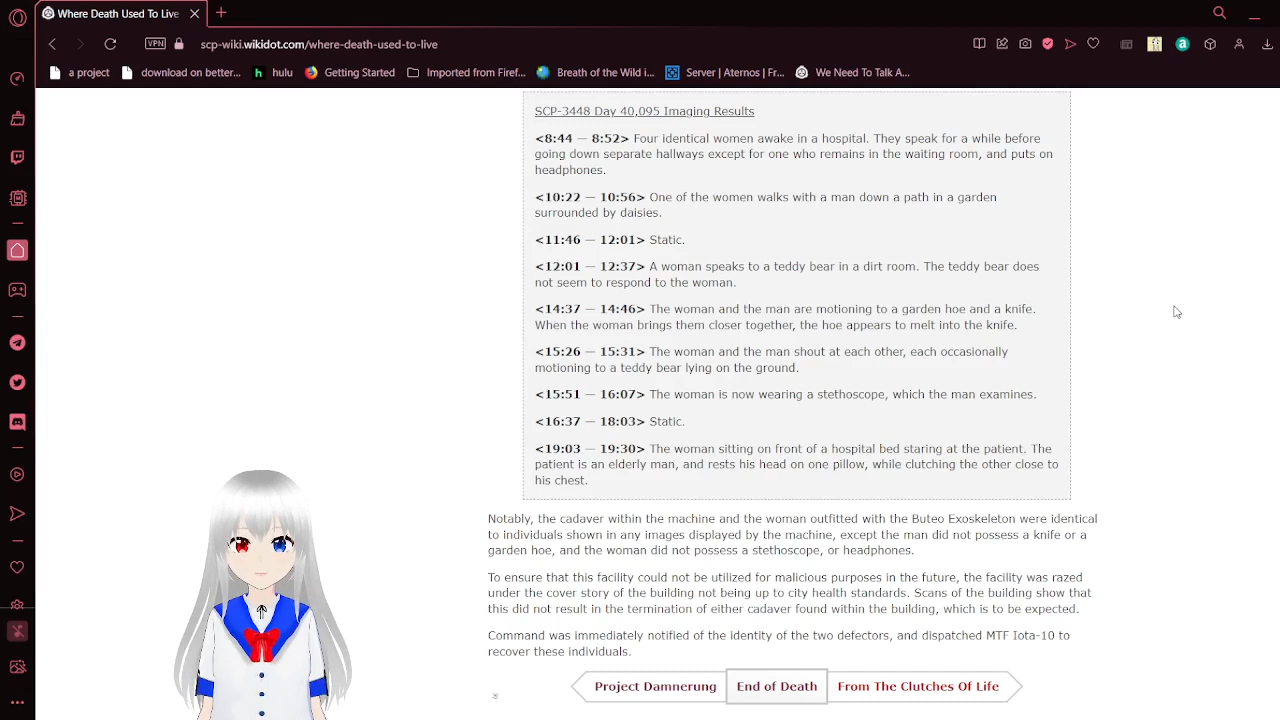 Where Death Used To Live
VPN
scp-wiki.wikidot.com/where-death-used-to-live
a project
download on better...
hulu
Getting Started
Imported from Firef...
Breath of the Wild i...
Server | Aternos | Fr...
We Need To Talk A...
SCP-3448 Day 40,095 Imaging Results
<8:44 — 8:52> Four identical women awake in a hospital. They speak for a while before
going down separate hallways except for one who remains in the waiting room, and puts on
headphones.
<10:22 — 10:56> One of the women walks with a man down a path in a garden
surrounded by daisies.
<11:46 — 12:01> Static.
<12:01 — 12:37> A woman speaks to a teddy bear in a dirt room. The teddy bear does
not seem to respond to the woman.
<14:37 — 14:46> The woman and the man are motioning to a garden hoe and a knife.
When the woman brings them closer together, the hoe appears to melt into the knife.
<15:26 — 15:31> The woman and the man shout at each other, each occasionally
motioning to a teddy bear lying on the ground.
<15:51 — 16:07> The woman is now wearing a stethoscope, which the man examines.
<16:37 — 18:03> Static.
<19:03 — 19:30> The woman sitting on front of a hospital bed staring at the patient. The
patient is an elderly man, and rests his head on one pillow, while clutching the other close to
his chest.
Notably, the cadaver within the machine and the woman outfitted with the Buteo Exoskeleton were identical
to individuals shown in any images displayed by the machine, except the man did not possess a knife or a
garden hoe, and the woman did not possess a stethoscope, or headphones.
To ensure that this facility could not be utilized for malicious purposes in the future, the facility was razed
under the cover story of the building not being up to city health standards. Scans of the building show that
this did not result in the termination of either cadaver found within the building, which is to be expected.
Command was immediately notified of the identity of the two defectors, and dispatched MTF Iota-10 to
recover these individuals.
Project Damnerung
End of Death
From The Clutches Of Life